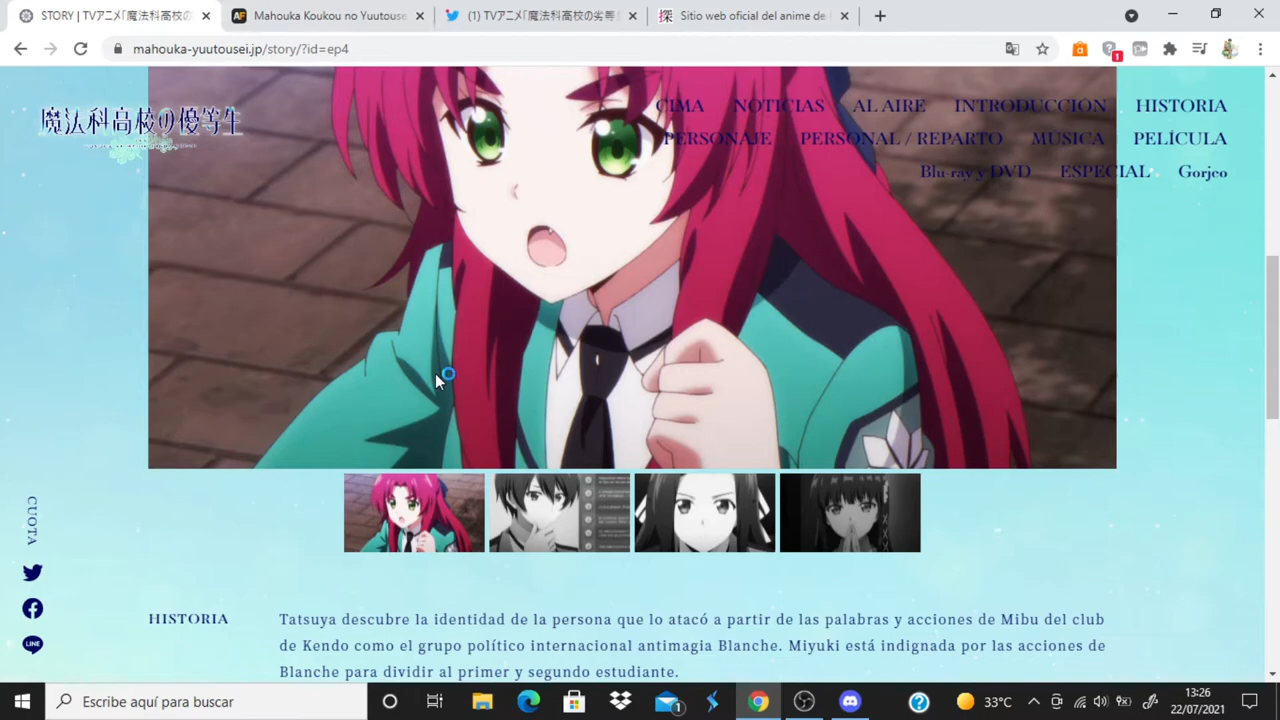 STORY | TVアニメ「魔法科高校の
Mahouka Koukou no Yuutouse
(1) TVアニメ「魔法科高校の劣等
Sitio web oficial del anime de
mahouka-yuutousei.jp/story/?id=ep4
1
魔法科高校の優等生
CIMA NOTICIAS AL AIRE INTRODUCCIÓN HISTORIA
PERSONAJE PERSONAL / REPARTO MUSICA PELÍCULA
Blu-ray y DVD ESPECIAL Gorjeo
CUOTA
LINE
HISTORIA
Tatsuya descubre la identidad de la persona que lo atacó a partir de las palabras y acciones de Mibu del club
de Kendo como el grupo político internacional antimagia Blanche. Miyuki está indignada por las acciones de
Blanche para dividir al primer y segundo estudiante.
Escribe aquí para buscar
1
33°C
13:26
22/07/2021